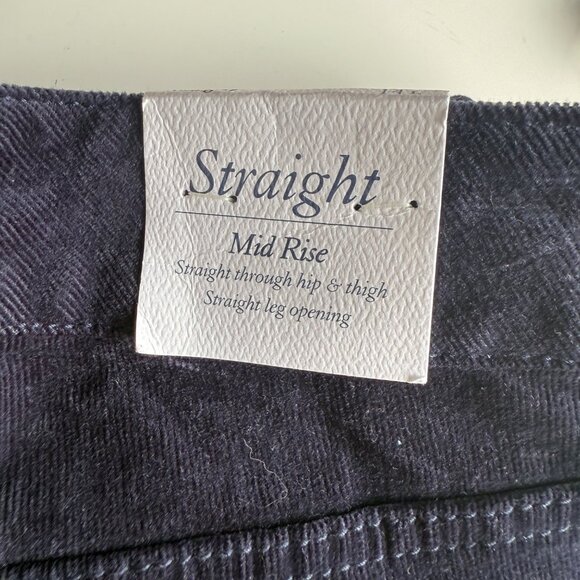 Straight
Mid Rise
Straight through hip & thigh
Straight leg opening